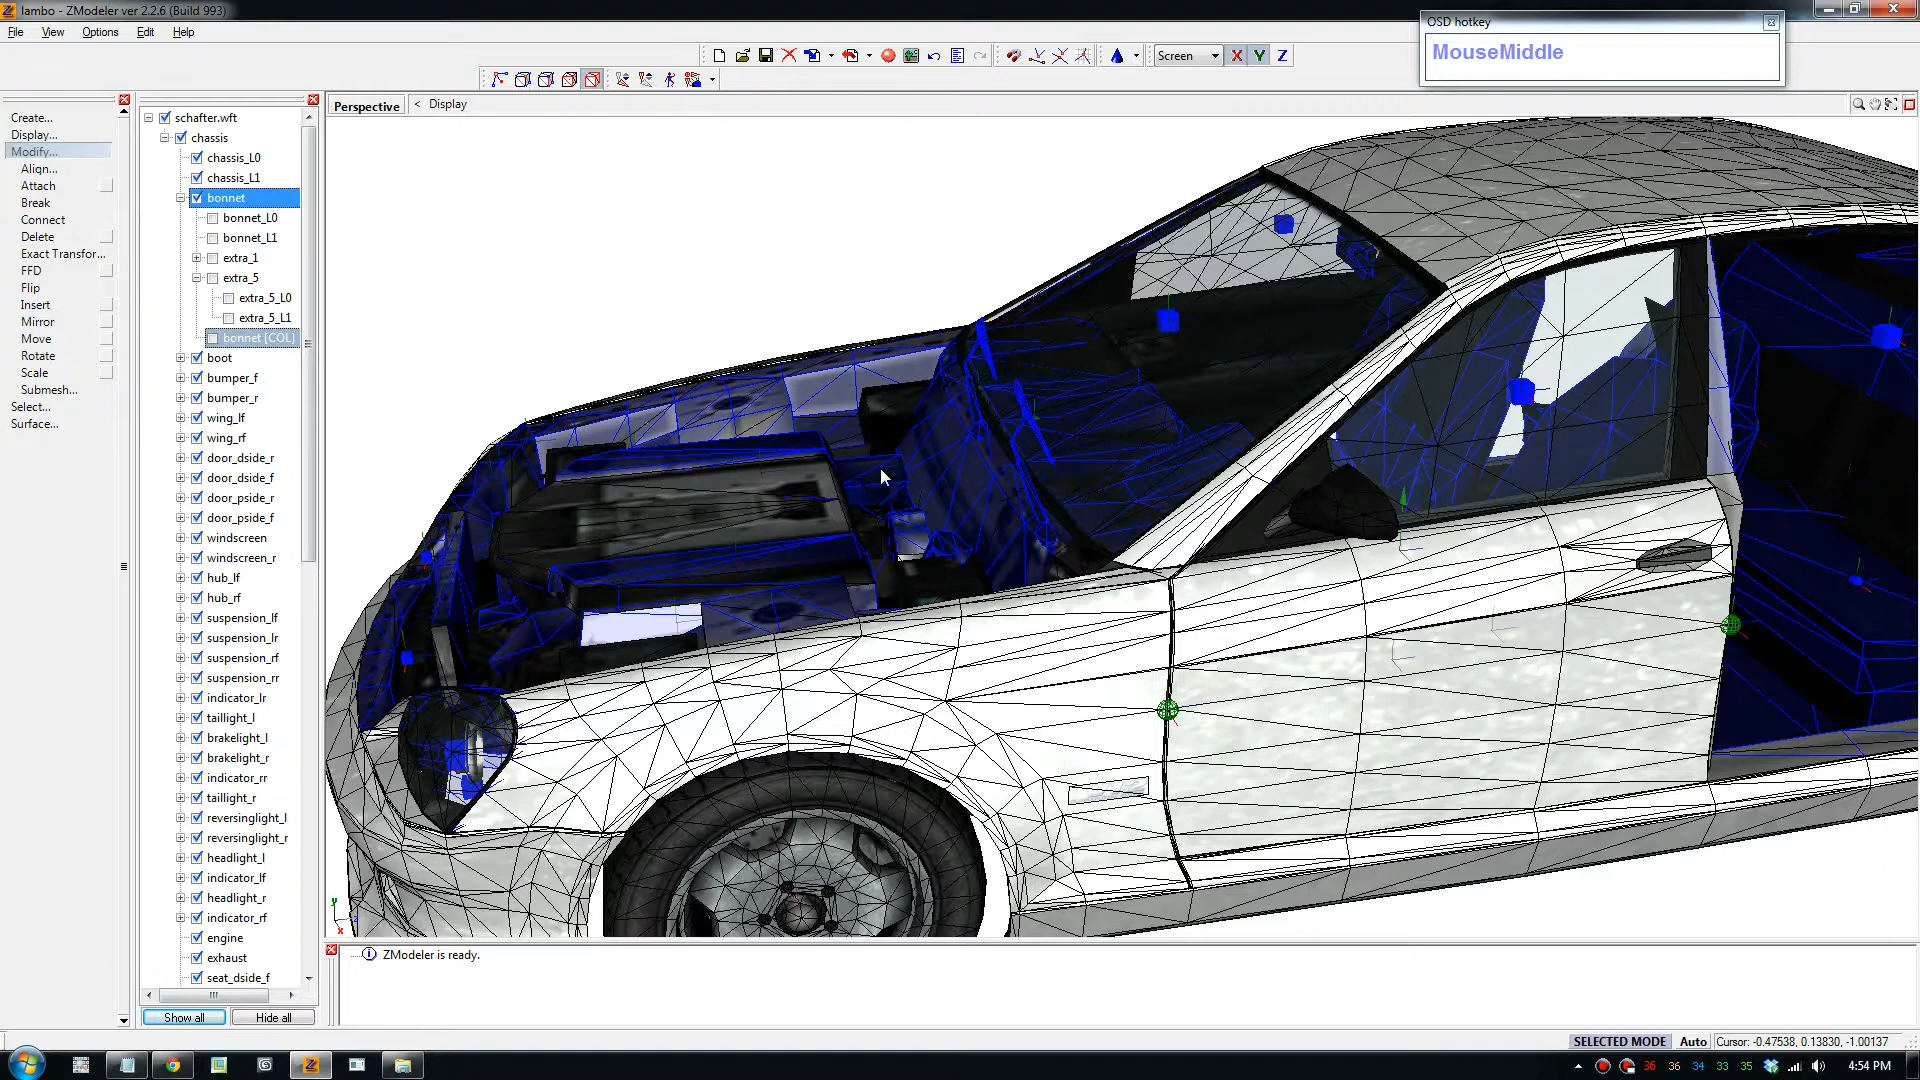 lambo - ZModeler ver 2.2.6 (Build 993)
OSD hotkey
File View Options Edit Help
MouseMiddle
Screen X Y Z
Perspective < Display
Create...
Display...
Modify...
Align...
Attach
Break
Connect
Delete
Exact Transfor...
FFD
Flip
Insert
Mirror
Move
Rotate
Scale
Submesh...
Select...
Surface...
schafter.wft
chassis
chassis_L0
chassis_L1
bonnet
bonnet_L0
bonnet_L1
extra_1
extra_5
extra_5_L0
extra_5_L1
bonnet [COL]
boot
bumper_f
bumper_r
wing_lf
wing_rf
door_dside_r
door_dside_f
door_pside_r
door_pside_f
windscreen
windscreen_r
hub_lf
hub_rf
suspension_lf
suspension_lr
suspension_rf
suspension_rr
indicator_lr
taillight_l
brakelight_l
brakelight_r
indicator_rr
taillight_r
reversinglight_l
reversinglight_r
headlight_l
indicator_lf
headlight_r
indicator_rf
engine
exhaust
seat_dside_f
Show all Hide all
y
z
x
ZModeler is ready.
SELECTED MODE Auto Cursor: -0.47538, 0.13830, -1.00137
36 36 34 33 35 4:54 PM